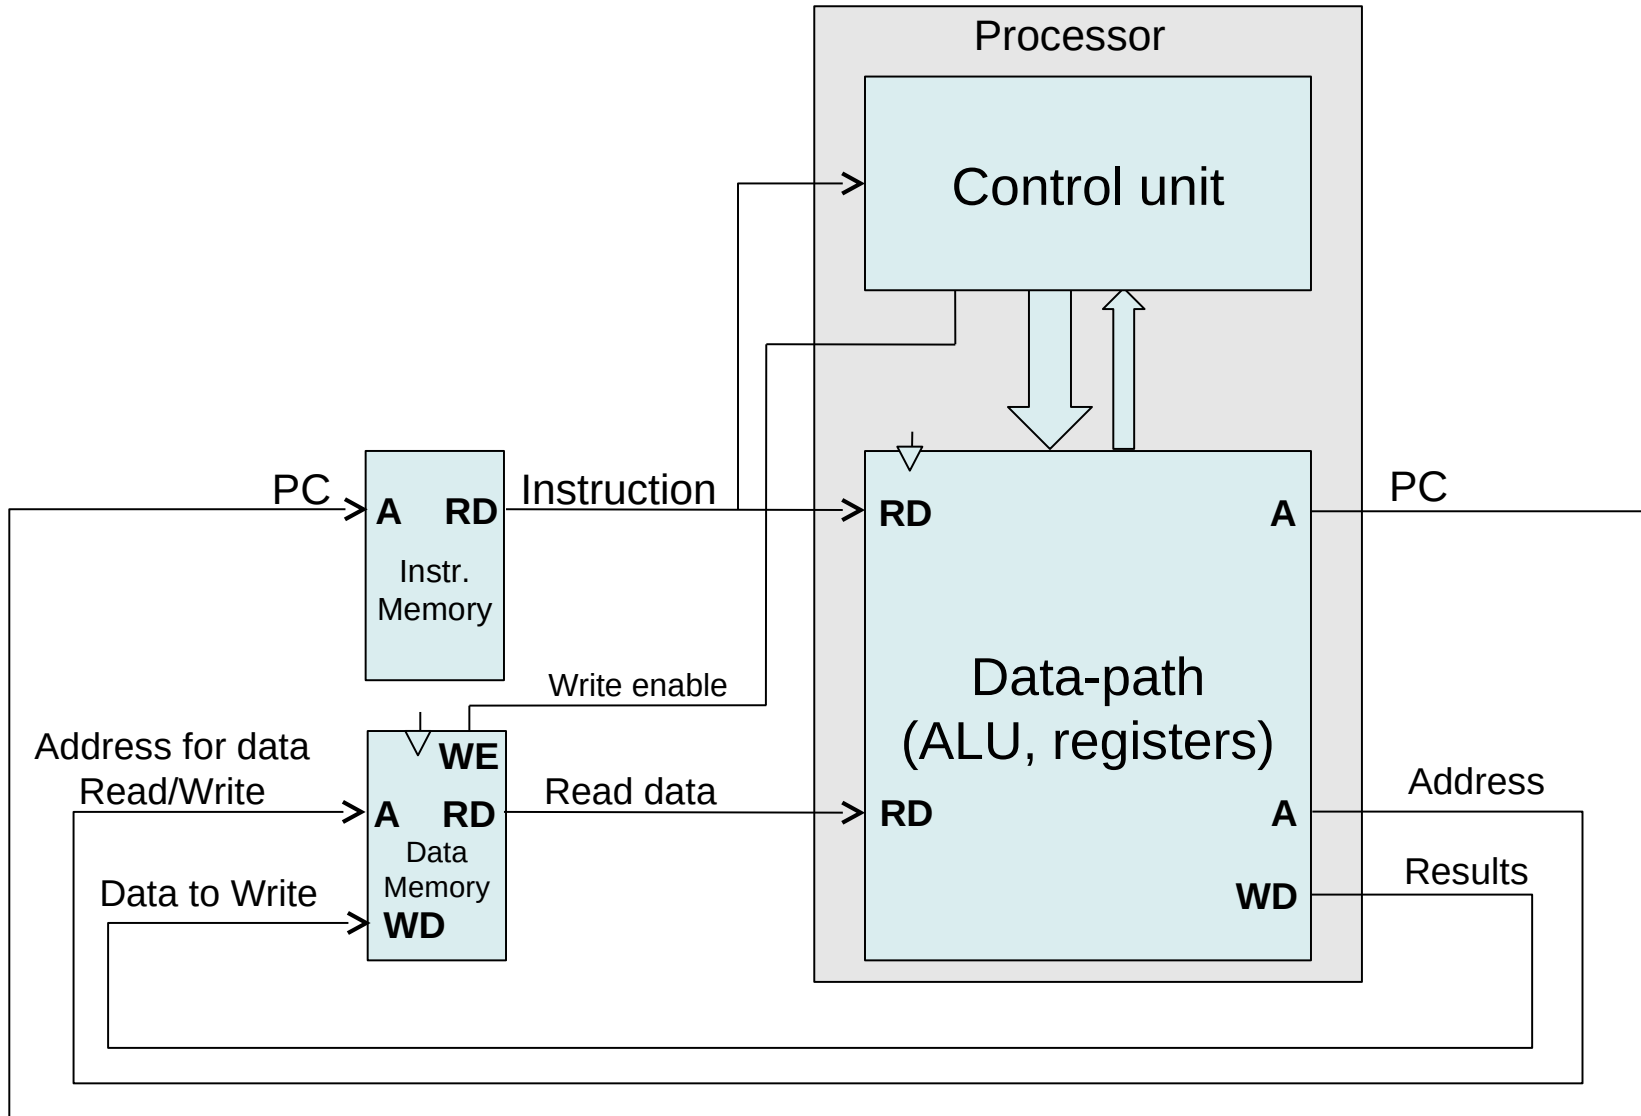 Processor
Control unit
PC
A RD
Instruction
RD
A
PC
Instr.
Memory
Write enable
Data-path
(ALU, registers)
Address for data
Read/Write
WE
A RD
Read data
RD
A
Address
Data
Memory
Data to Write
WD
WD
Results